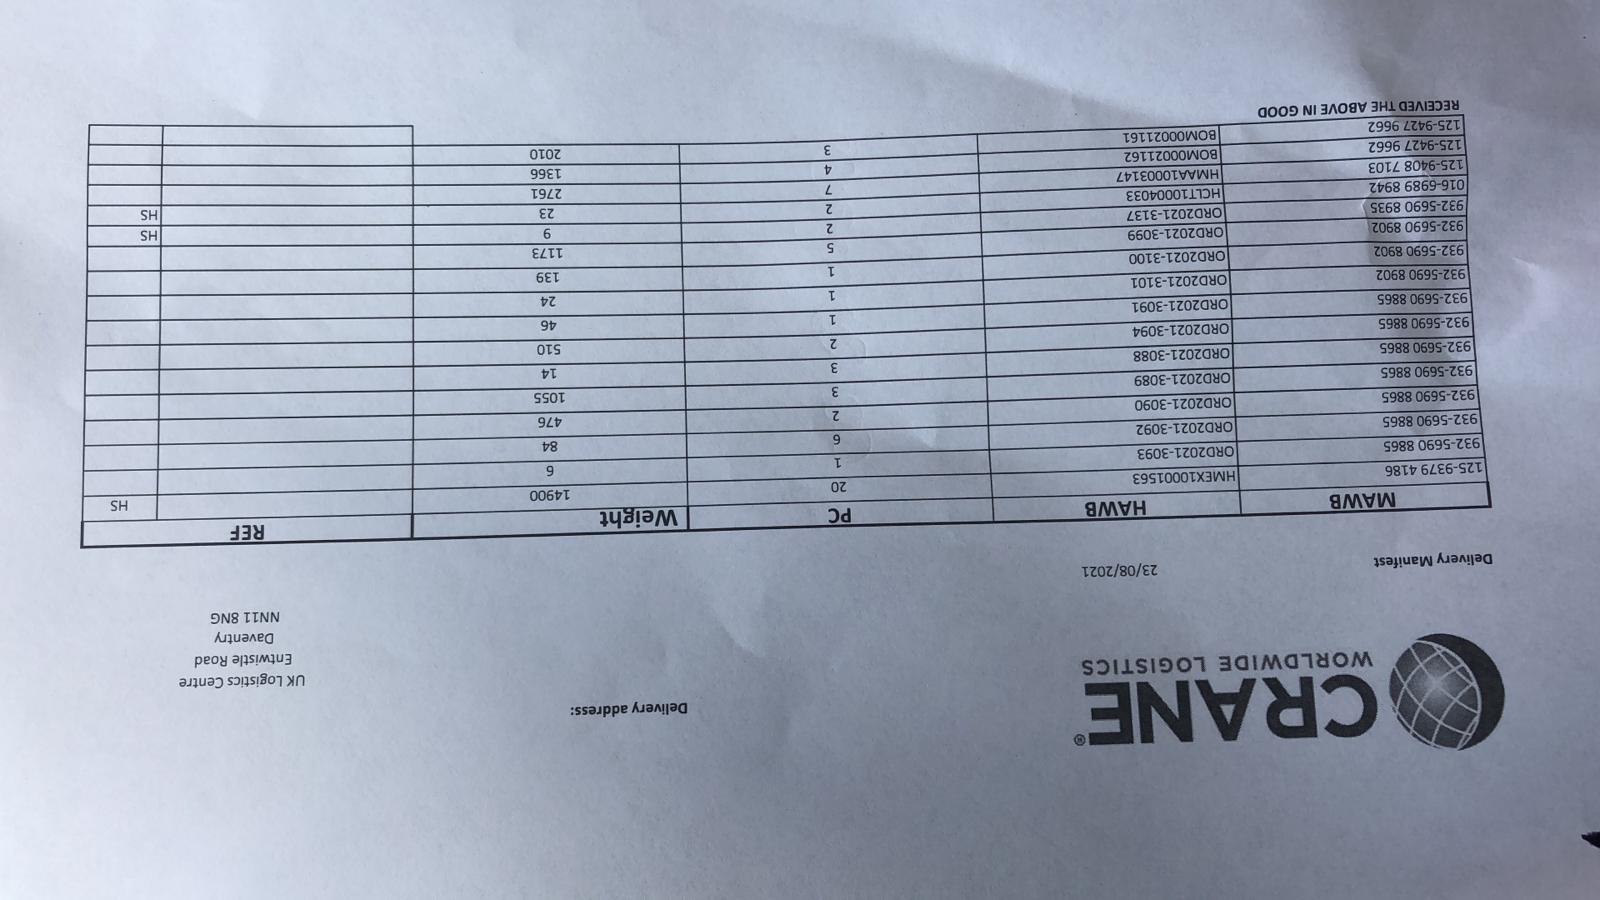 CRANE®
WORLDWIDE LOGISTICS
Delivery address:
UK Logistics Centre
Entwistle Road
Daventry
NN11 8NG
Delivery Manifest 23/08/2021
MAWB HAWB PC Weight REF
125-9379 4186 HMEX10001563 20 14900 HS
932-5690 8865 ORD2021-3093 1 6
932-5690 8865 ORD2021-3092 6 84
932-5690 8865 ORD2021-3090 2 476
932-5690 8865 ORD2021-3089 3 1055
932-5690 8865 ORD2021-3088 3 14
932-5690 8865 ORD2021-3094 2 510
932-5690 8865 ORD2021-3091 1 46
932-5690 8902 ORD2021-3101 1 24
932-5690 8902 ORD2021-3100 1 139
932-5690 8902 ORD2021-3099 5 1173
932-5690 8935 ORD2021-3137 2 9 HS
016-6989 8942 HCLT10004033 2 23 HS
125-9408 7103 HMAA10003147 7 2761
125-9427 9662 BOM00021162 4 1366
125-9427 9662 BOM00021161 3 2010
RECEIVED THE ABOVE IN GOOD